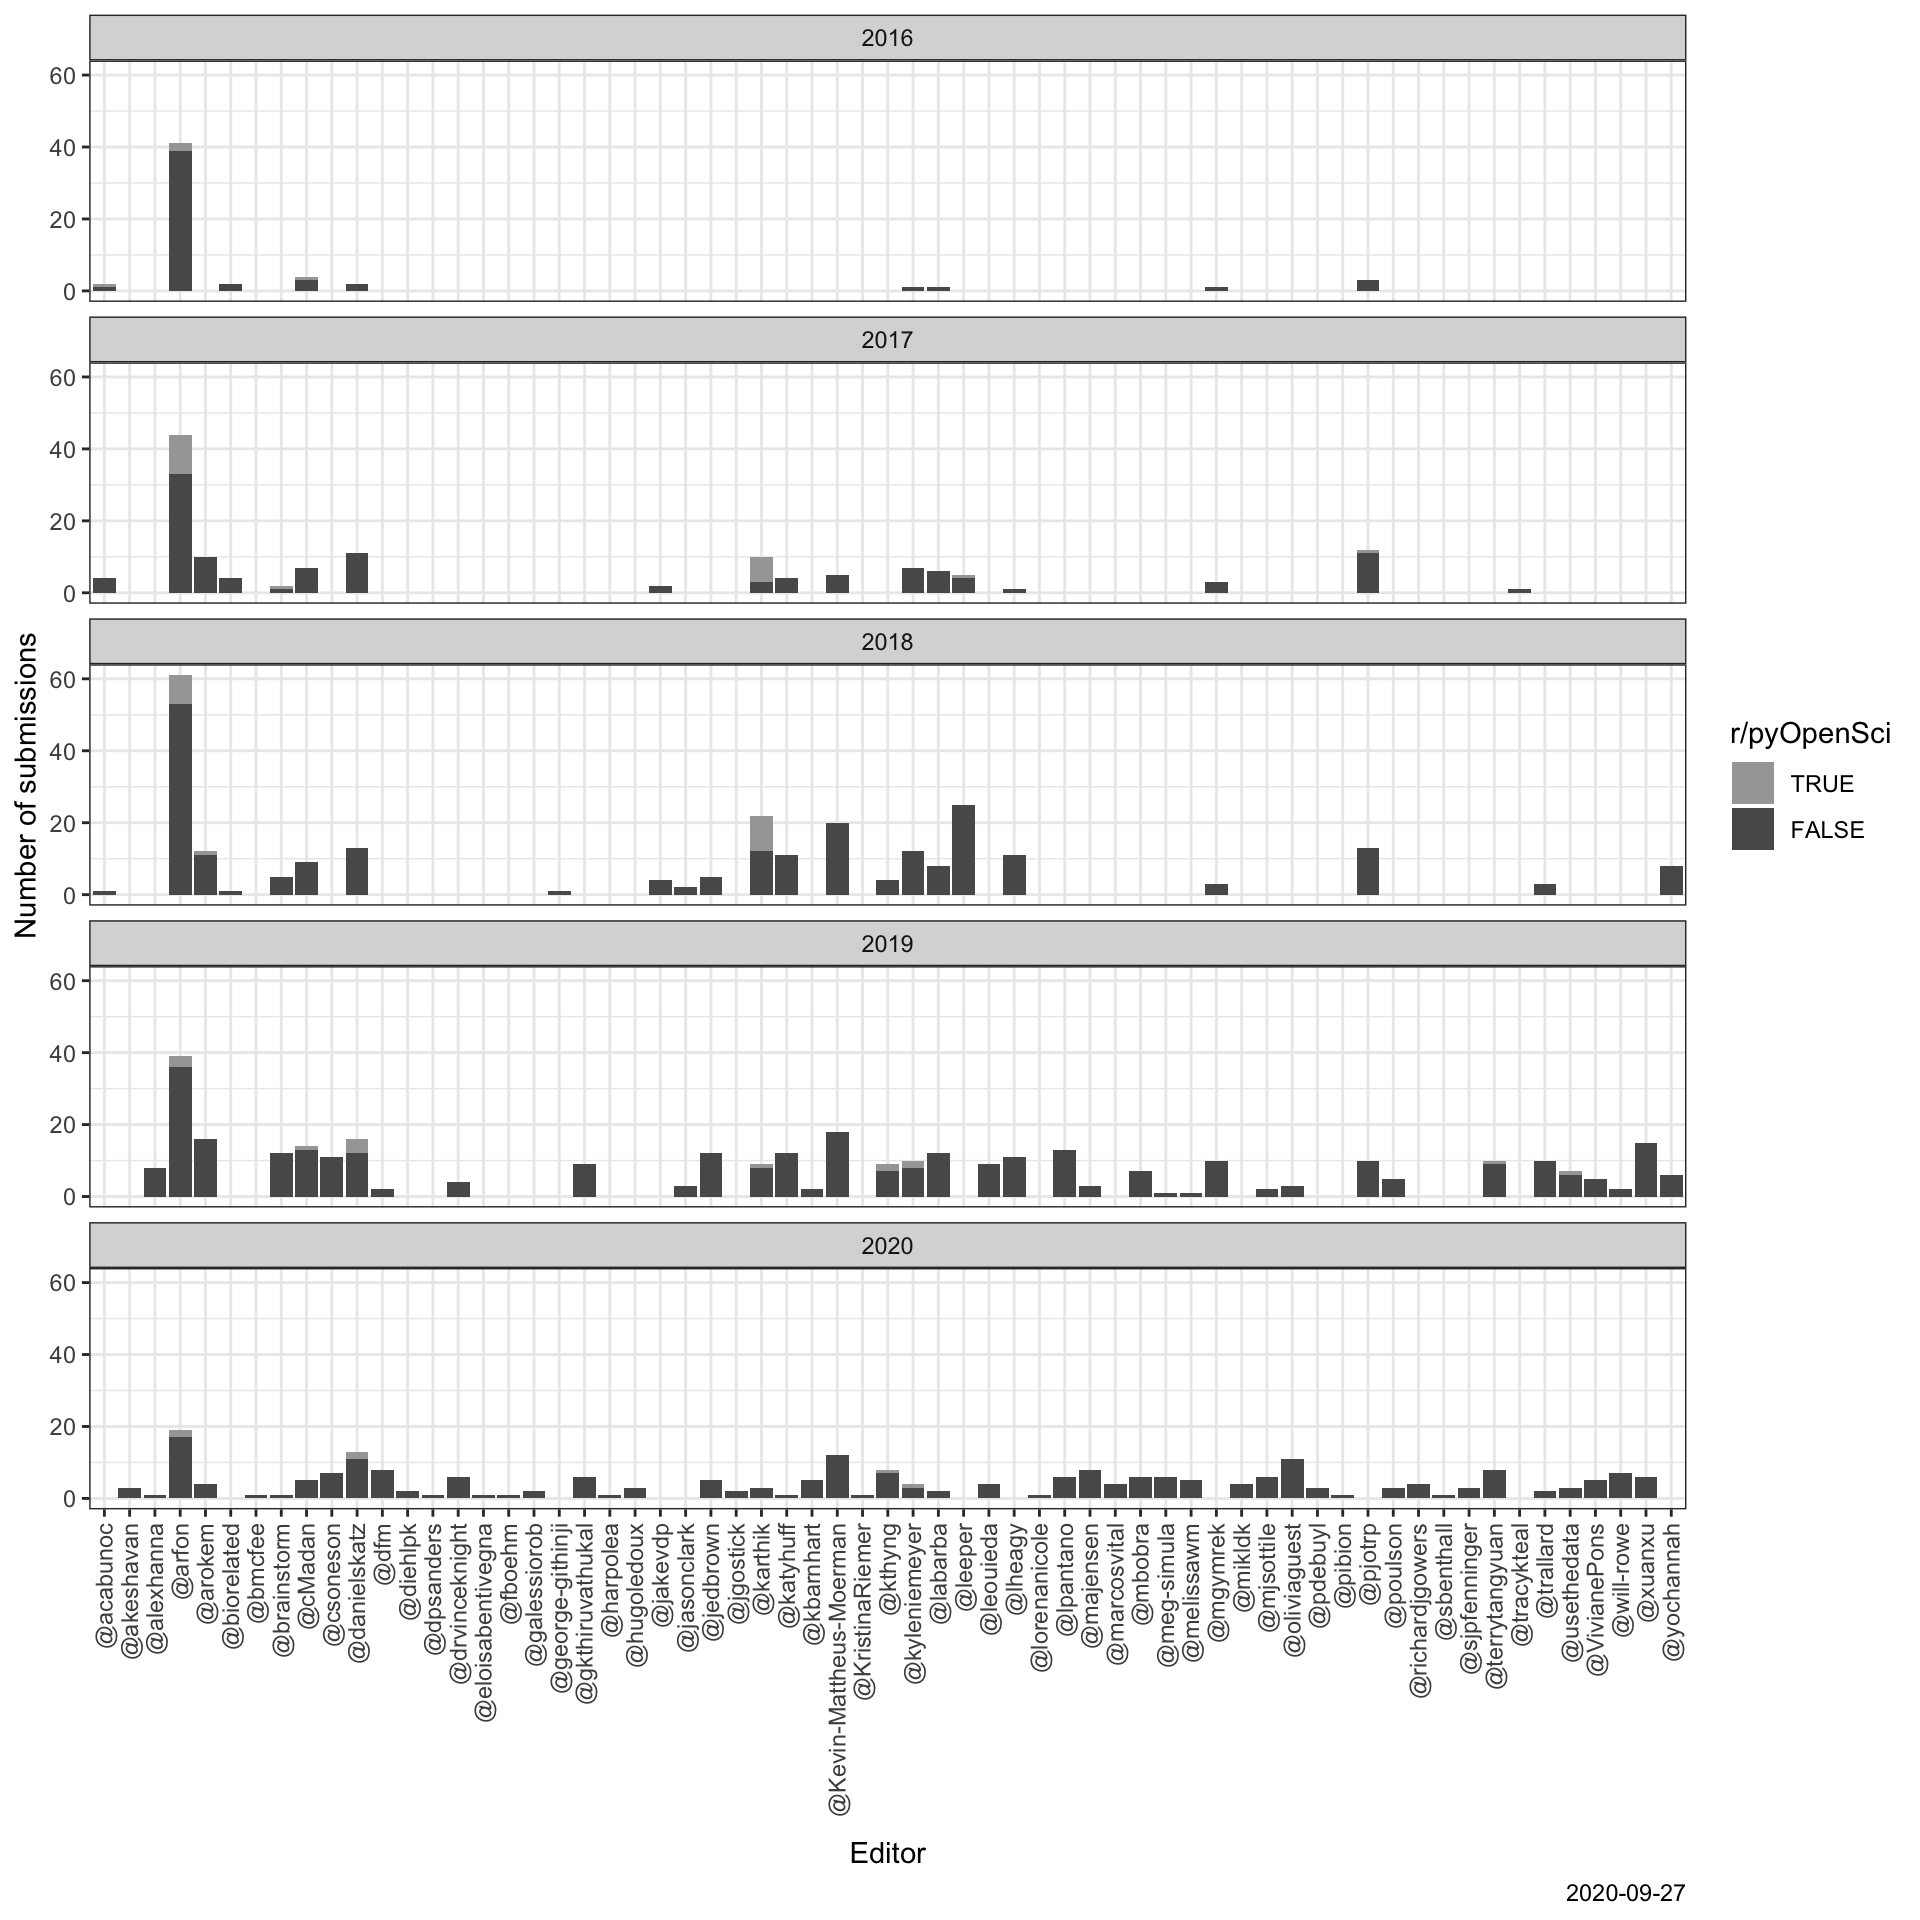 2016
60
40
20
0
2017
60
40
20
0
2018
60
40
20
0
2019
60
40
20
0
2020
60
40
20
0
Number of submissions
r/pyOpenSci
TRUE
FALSE
@acabunoc
@akeshavan
@alexhanna
@arfon
@arokem
@biorelated
@bmcfee
@brainstorm
@cMadan
@csoneson
@danielskatz
@dfm
@diehlpk
@dpsanders
@drvinceknight
@eloisabentivegna
@fboehm
@galessiorob
@george-githinji
@gkthiruvathukal
@harpolea
@hugoledoux
@jakevdp
@jasonclark
@jedbrown
@jgostick
@karthik
@katyhuff
@kbarnhart
@Kevin-Mattheus-Moerman
@KristinaRiemer
@kthyng
@kyleniemeyer
@labarba
@leeper
@leouieda
@lheagy
@lorenanicole
@lpantano
@majensen
@marcosvital
@mbobra
@meg-simula
@melissawm
@mgymrek
@mikldk
@mjsottile
@oliviaguest
@pdebuyl
@pibion
@pjotrp
@poulson
@richardjgowers
@sbenthall
@sjpfenninger
@terrytangyuan
@tracykteal
@trallard
@usethedata
@VivianePons
@will-rowe
@xuanxu
@yochannah
Editor
2020-09-27